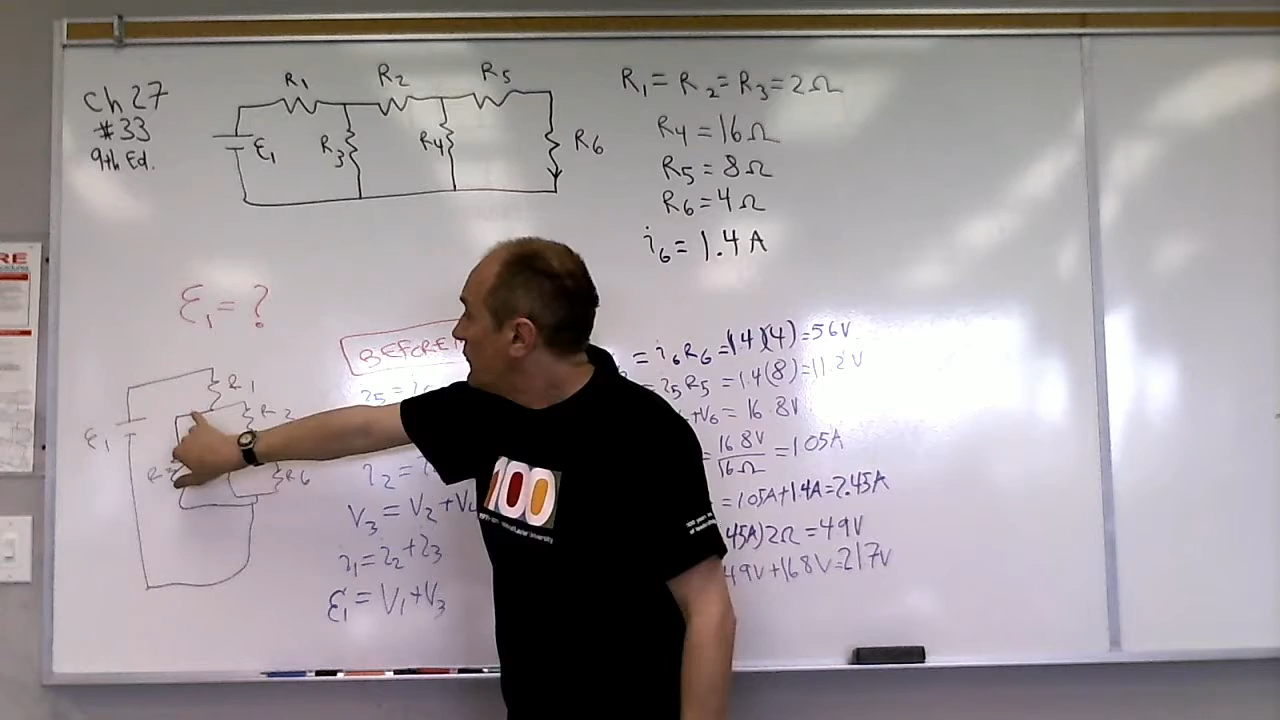 Ch 27
#33
9th Ed.
R1 R2 R5
ε1 R3 R4 R6
R1 = R2 = R3 = 2Ω
R4 = 16Ω
R5 = 8Ω
R6 = 4Ω
i6 = 1.4 A
ε1 = ?
BEFORE
R1
R2
ε1
R6
= i6R6 = 1.4(4) = 5.6V
= i5R5 = 1.4(8) = 11.2V
+V6 = 16.8V
= 16.8V/16Ω = 1.05A
i2 =
= 1.05A+1.4A = 2.45A
V3 = V2 + V4
45A)2Ω = 4.9V
i1 = i2 + i3
4.9V + 16.8V = 21.7V
ε1 = V1 + V3
100